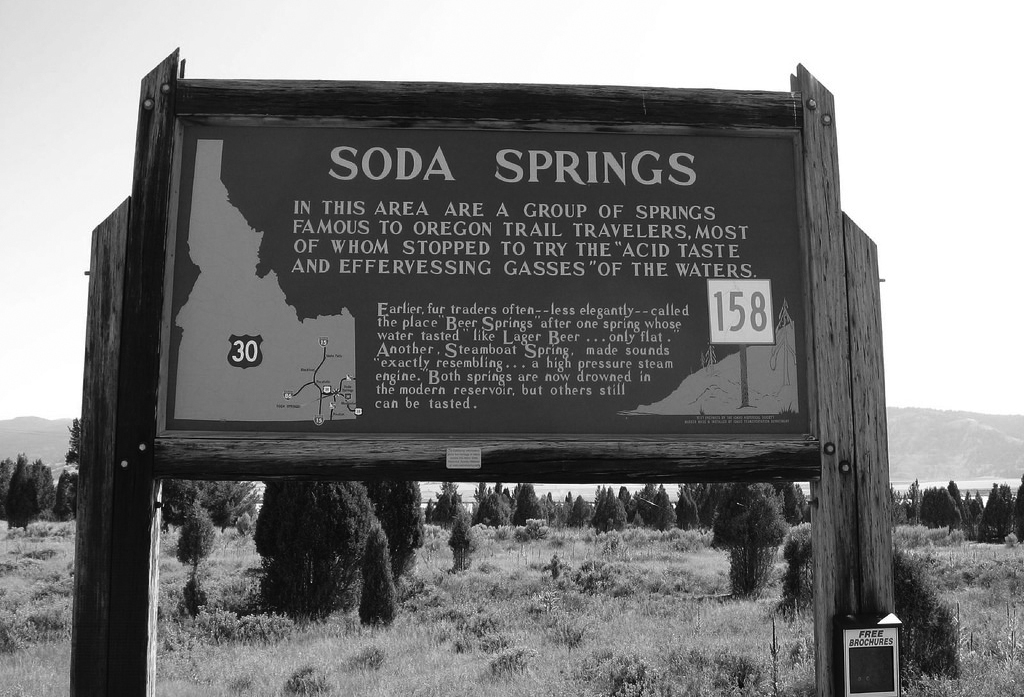 SODA SPRINGS
IN THIS AREA ARE A GROUP OF SPRINGS
FAMOUS TO OREGON TRAIL TRAVELERS, MOST
OF WHOM STOPPED TO TRY THE "ACID TASTE
AND EFFERVESSING GASSES" OF THE WATERS.
Earlier, fur traders often--less elegantly--called
the place "Beer Springs" after one spring whose
water tasted "like Lager Beer ... only flat."
Another, Steamboat Spring, made sounds
"exactly resembling... a high pressure steam
engine. Both springs are now drowned in
the modern reservoir, but others still
can be tasted.
158
30
15
86
15
FREE
BROCHURES